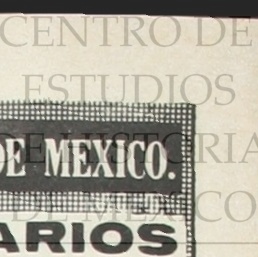 CENTRO DE
ESTUDIOS
DE HISTORIA
DE MEXICO
DE MEXICO.
ARIOS